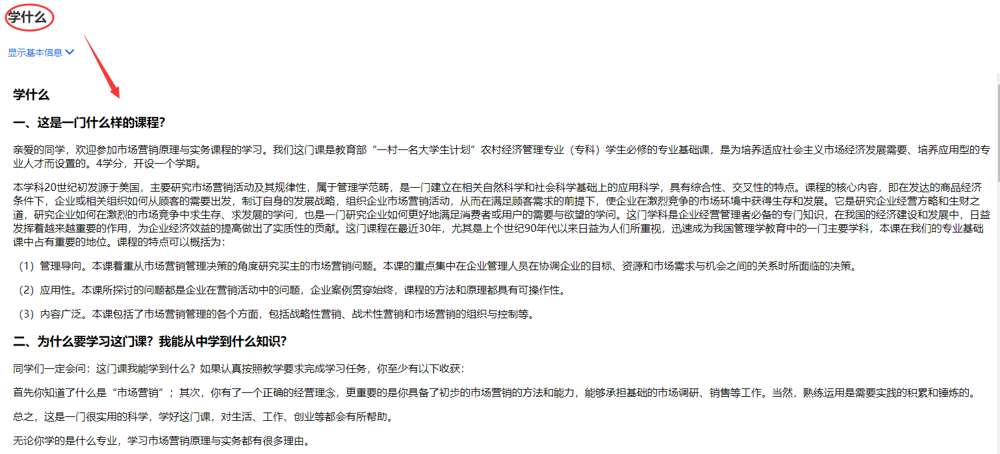 学什么
显示基本信息
学什么
一、这是一门什么样的课程？
亲爱的同学，欢迎参加市场营销原理与实务课程的学习。我们这门课是教育部“一村一名大学生计划”农村经济管理专业（专科）学生必修的专业基础课，是为培养适应社会主义市场经济发展需要、培养应用型的专
业人才而设置的。4学分，开设一个学期。
本学科20世纪初发源于美国，主要研究市场营销活动及其规律性，属于管理学范畴，是一门建立在相关自然科学和社会科学基础上的应用科学，具有综合性、交叉性的特点。课程的核心内容，即在发达的商品经济
条件下，企业或相关组织如何从顾客的需要出发，制订自身的发展战略，组织企业市场营销活动，从而在满足顾客需求的前提下，使企业在激烈竞争的市场环境中获得生存和发展。它是研究企业经营方略和生财之
道，研究企业如何在激烈的市场竞争中求生存、求发展的学问，也是一门研究企业如何更好地满足消费者或用户的需要与欲望的学问。这门学科是企业经营管理者必备的专门知识，在我国的经济建设和发展中，日益
发挥着越来越重要的作用，为企业经济效益的提高做出了实质性的贡献。这门课程在最近30年，尤其是上个世纪90年代以来日益为人们所重视，迅速成为我国管理学教育中的一门主要学科，本课在我们的专业基础
课中占有重要的地位。课程的特点可以概括为：
（1）管理导向。本课着重从市场营销管理决策的角度研究买主的市场营销问题。本课的重点集中在企业管理人员在协调企业的目标、资源和市场需求与机会之间的关系时所面临的决策。
（2）应用性。本课所探讨的问题都是企业在营销活动中的问题，企业案例贯穿始终，课程的方法和原理都具有可操作性。
（3）内容广泛。本课包括了市场营销管理的各个方面，包括战略性营销、战术性营销和市场营销的组织与控制等。
二、为什么要学习这门课？我能从中学到什么知识？
同学们一定会问：这门课我能学到什么？如果认真按照教学要求完成学习任务，你至少有以下收获：
首先你知道了什么是“市场营销”；其次，你有了一个正确的经营理念，更重要的是你具备了初步的市场营销的方法和能力，能够承担基础的市场调研、销售等工作。当然，熟练运用是需要实践的积累和锤炼的。
总之，这是一门很实用的科学，学好这门课，对生活、工作、创业等都会有所帮助。
无论你学的是什么专业，学习市场营销原理与实务都有很多理由。